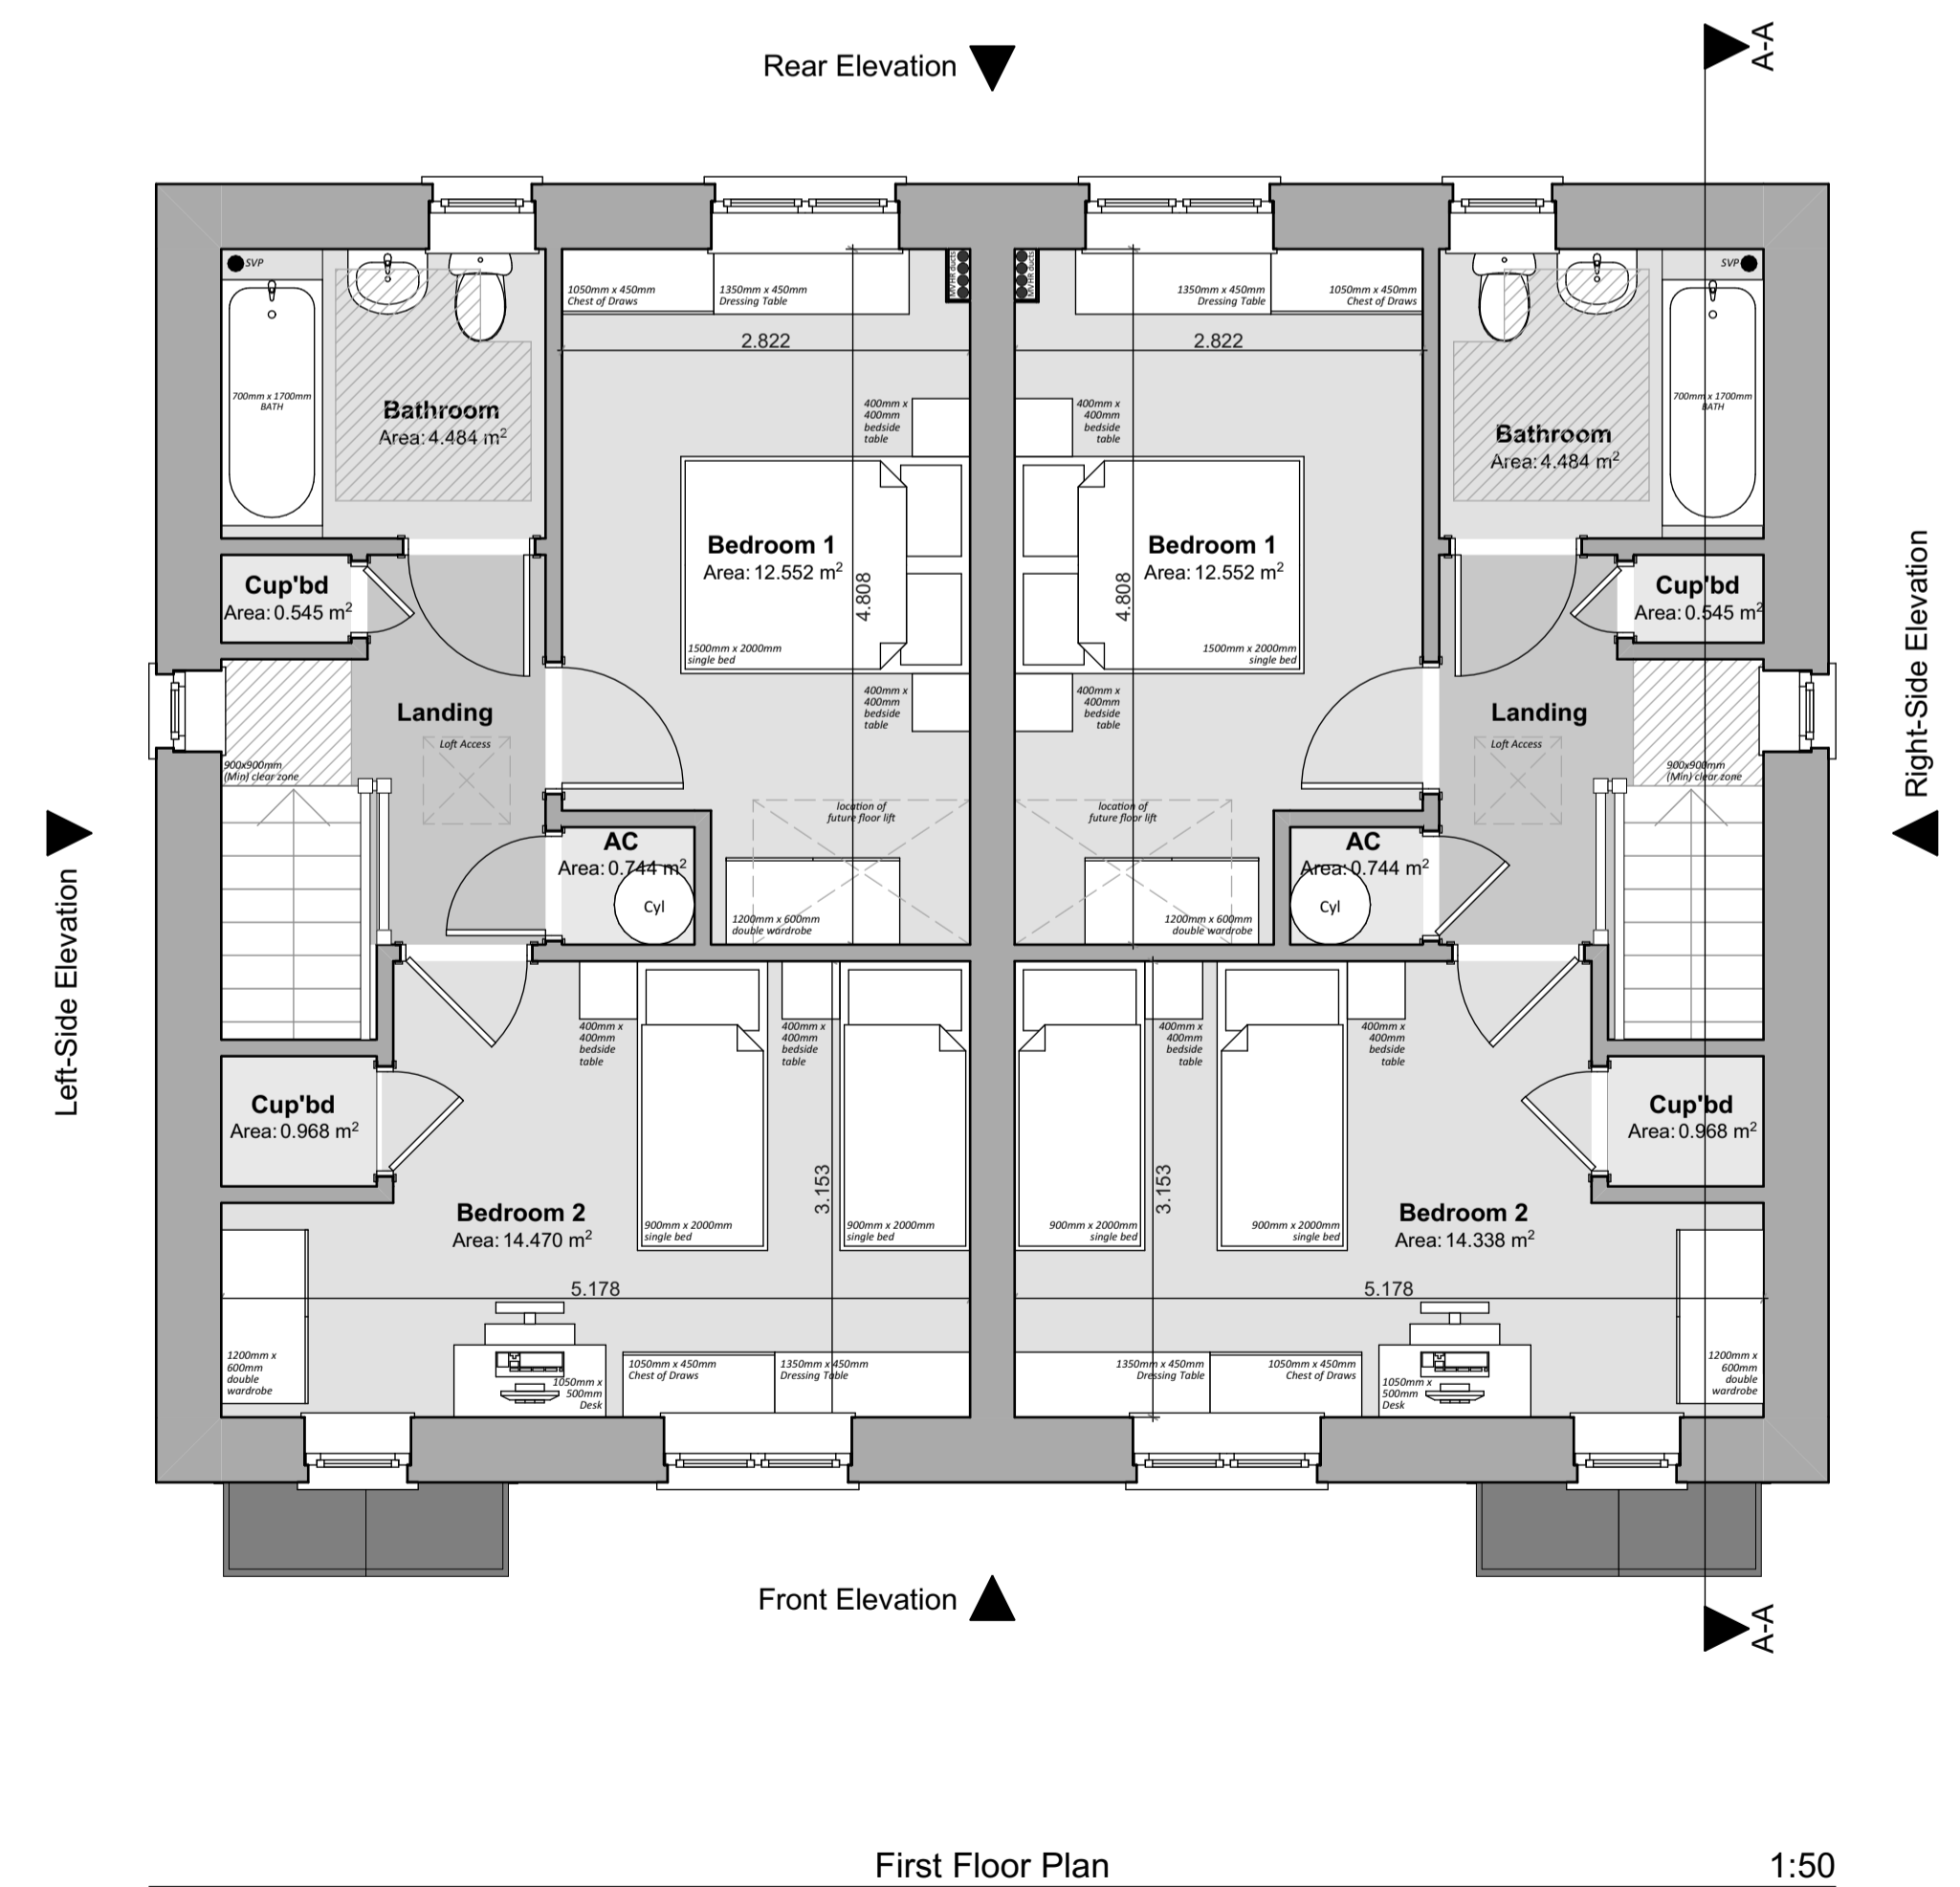 Rear Elevation
A-A
SVP
1050mm x 450mm
Chest of Draws
1350mm x 450mm
Dressing Table
MVHR ducts
MVHR ducts
1350mm x 450mm
Dressing Table
1050mm x 450mm
Chest of Draws
SVP
2.822
2.822
700mm x 1700mm
BATH
Bathroom
Area: 4.484 m²
400mm x
400mm
bedside
table
400mm x
400mm
bedside
table
700mm x 1700mm
BATH
Bathroom
Area: 4.484 m²
Bedroom 1
Area: 12.552 m²
4.808
1500mm x 2000mm
single bed
Bedroom 1
Area: 12.552 m²
4.808
1500mm x 2000mm
single bed
Cup'bd
Area: 0.545 m²
Cup'bd
Area: 0.545 m²
Landing
Loft Access
400mm x
400mm
bedside
table
400mm x
400mm
bedside
table
Landing
Loft Access
900x900mm
(Min) clear zone
900x900mm
(Min) clear zone
Right-Side Elevation
Left-Side Elevation
location of
future floor lift
location of
future floor lift
AC
Area: 0.744 m²
Cyl
1200mm x 600mm
double wardrobe
1200mm x 600mm
double wardrobe
AC
Area: 0.744 m²
Cyl
400mm x
400mm
bedside
table
400mm x
400mm
bedside
table
400mm x
400mm
bedside
table
400mm x
400mm
bedside
table
Cup'bd
Area: 0.968 m²
Cup'bd
Area: 0.968 m²
Bedroom 2
Area: 14.470 m²
900mm x 2000mm
single bed
3.153
900mm x 2000mm
single bed
900mm x 2000mm
single bed
3.153
900mm x 2000mm
single bed
Bedroom 2
Area: 14.338 m²
5.178
5.178
1200mm x
600mm
double
wardrobe
1050mm x
500mm
Desk
1050mm x 450mm
Chest of Draws
1350mm x 450mm
Dressing Table
1350mm x 450mm
Dressing Table
1050mm x 450mm
Chest of Draws
1050mm x
500mm
Desk
1200mm x
600mm
double
wardrobe
Front Elevation
A-A
First Floor Plan
1:50